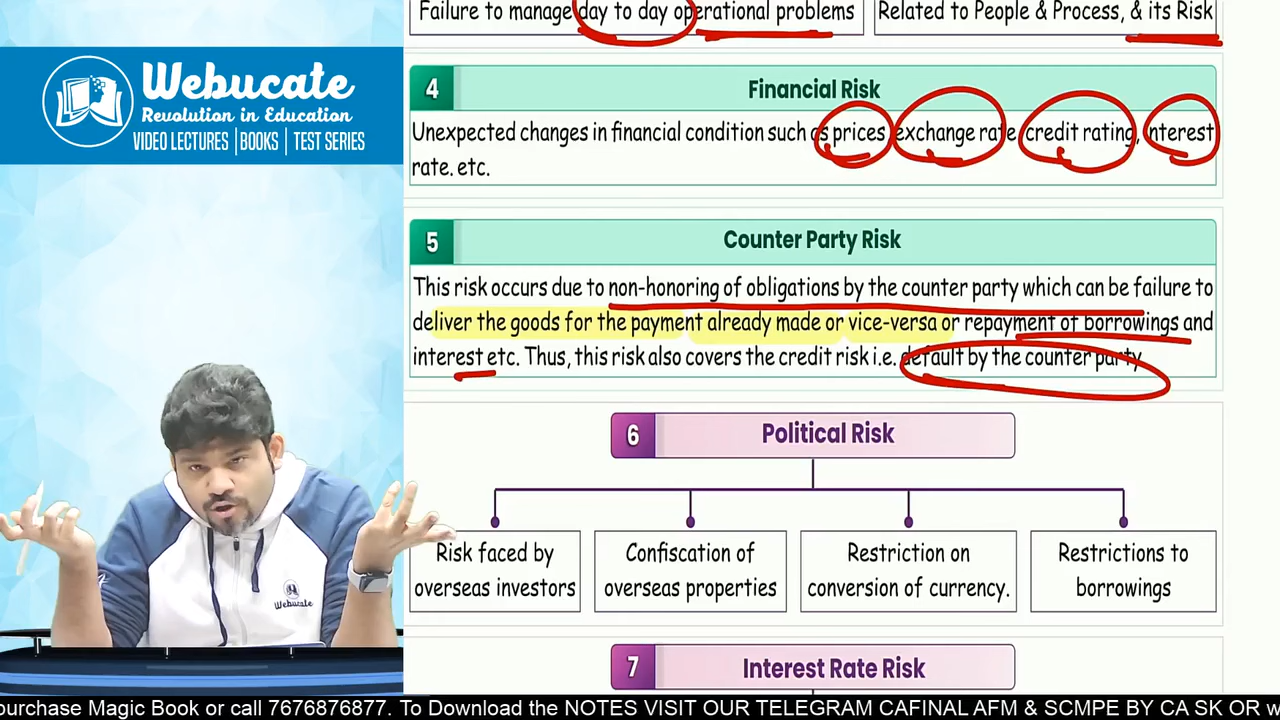 Failure to manage day to day operational problems
Related to People & Process, & its Risk
Webucate
Revolution in Education
VIDEO LECTURES | BOOKS | TEST SERIES
4
Financial Risk
Unexpected changes in financial condition such as prices exchange rate credit rating, interest
rate. etc.
5
Counter Party Risk
This risk occurs due to non-honoring of obligations by the counter party which can be failure to
deliver the goods for the payment already made or vice-versa or repayment of borrowings and
interest etc. Thus, this risk also covers the credit risk i.e. default by the counter party
6
Political Risk
Risk faced by
overseas investors
Confiscation of
overseas properties
Restriction on
conversion of currency.
Restrictions to
borrowings
7
Interest Rate Risk
Webucate
purchase Magic Book or call 7676876877. To Download the NOTES VISIT OUR TELEGRAM CAFINAL AFM & SCMPE BY CA SK OR